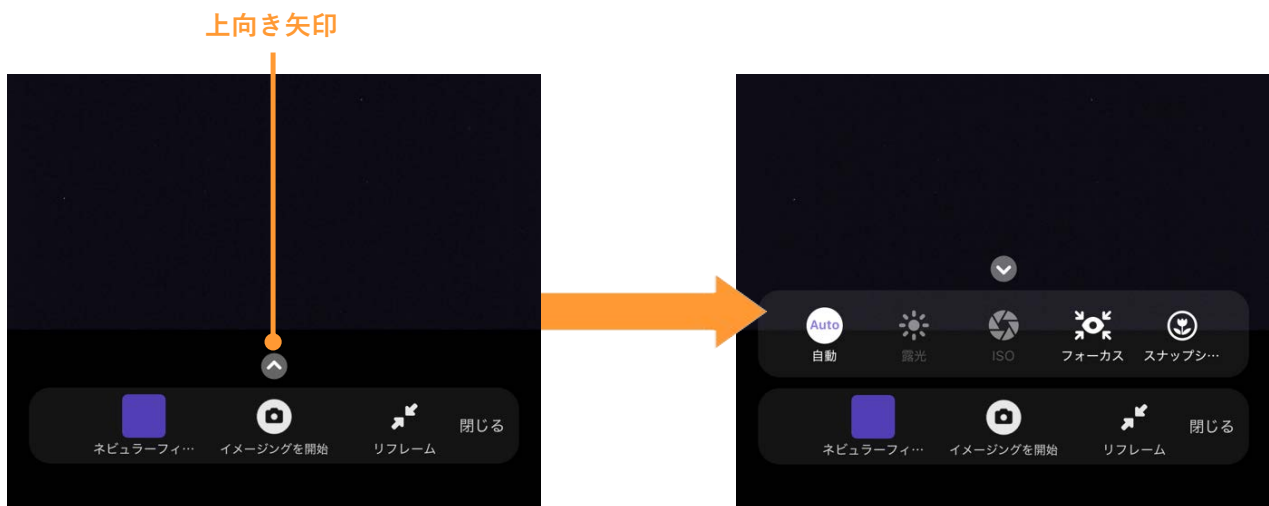 上向き矢印
ネビュラーフィ…
イメージングを開始
リフレーム
閉じる
Auto
自動
露光
ISO
フォーカス
スナップシ…
ネビュラーフィ…
イメージングを開始
リフレーム
閉じる